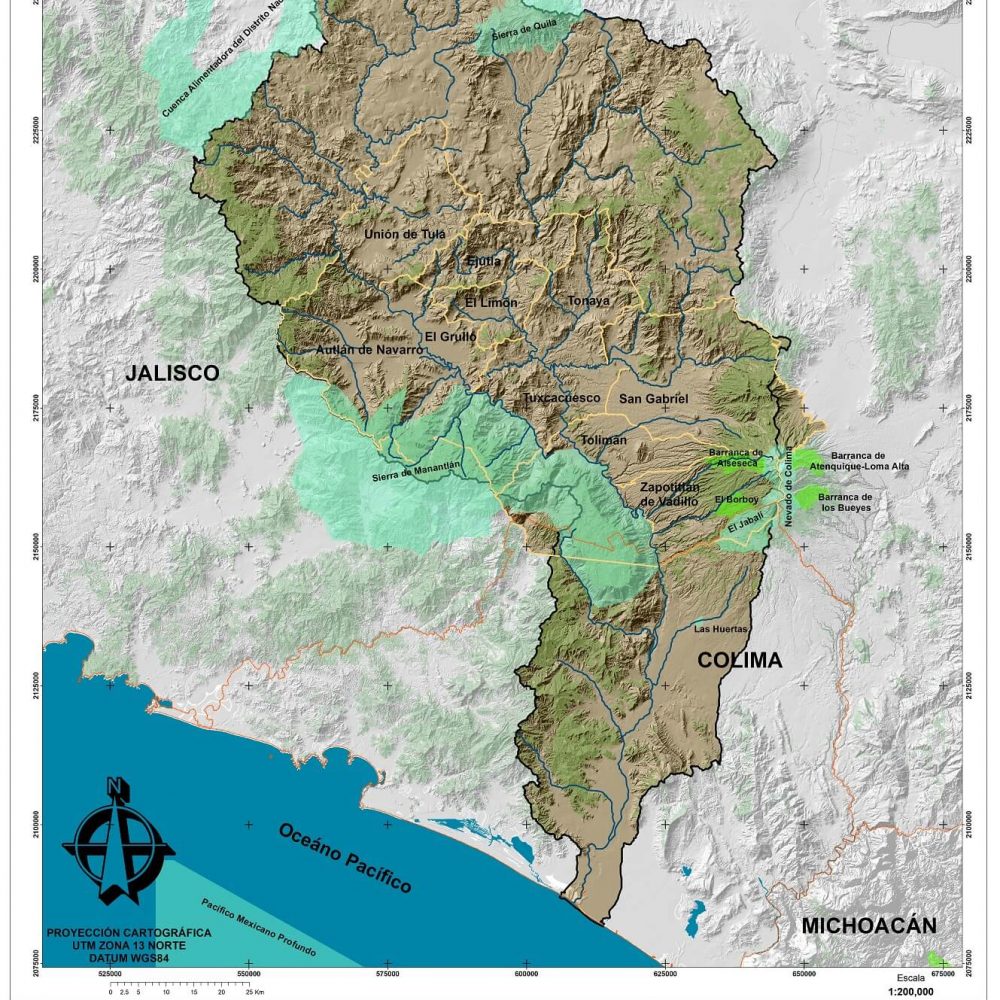 Cuenca Alimentadora del Distrito
Sierra de Quila
2225000
2225000
Unión de Tula
Ejutla
2200000
2200000
El Limón
Tonaya
El Grullo
Autlán de Navarro
JALISCO
2175000
2175000
Tuxcacuesco
San Gabriel
Tolimán
Sierra de Manantlán
Barranca de
Alseseca
Barranca de
Atenquique-Loma Alta
Nevado de Colima
Zapotitlán
de Vadillo
El Borboy
Barranca de
los Bueyes
El Jabalí
2150000
2150000
Las Huertas
COLIMA
2125000
2125000
N
2100000
2100000
Oceáno Pacífico
Pacífico Mexicano Profundo
MICHOACÁN
PROYECCIÓN CARTOGRÁFICA
UTM ZONA 13 NORTE
DATUM WGS84
2075000
2075000
525000
550000
575000
600000
625000
650000
675000
0 2,5 5 10 15 20 25 Km
Escala
1:200,000